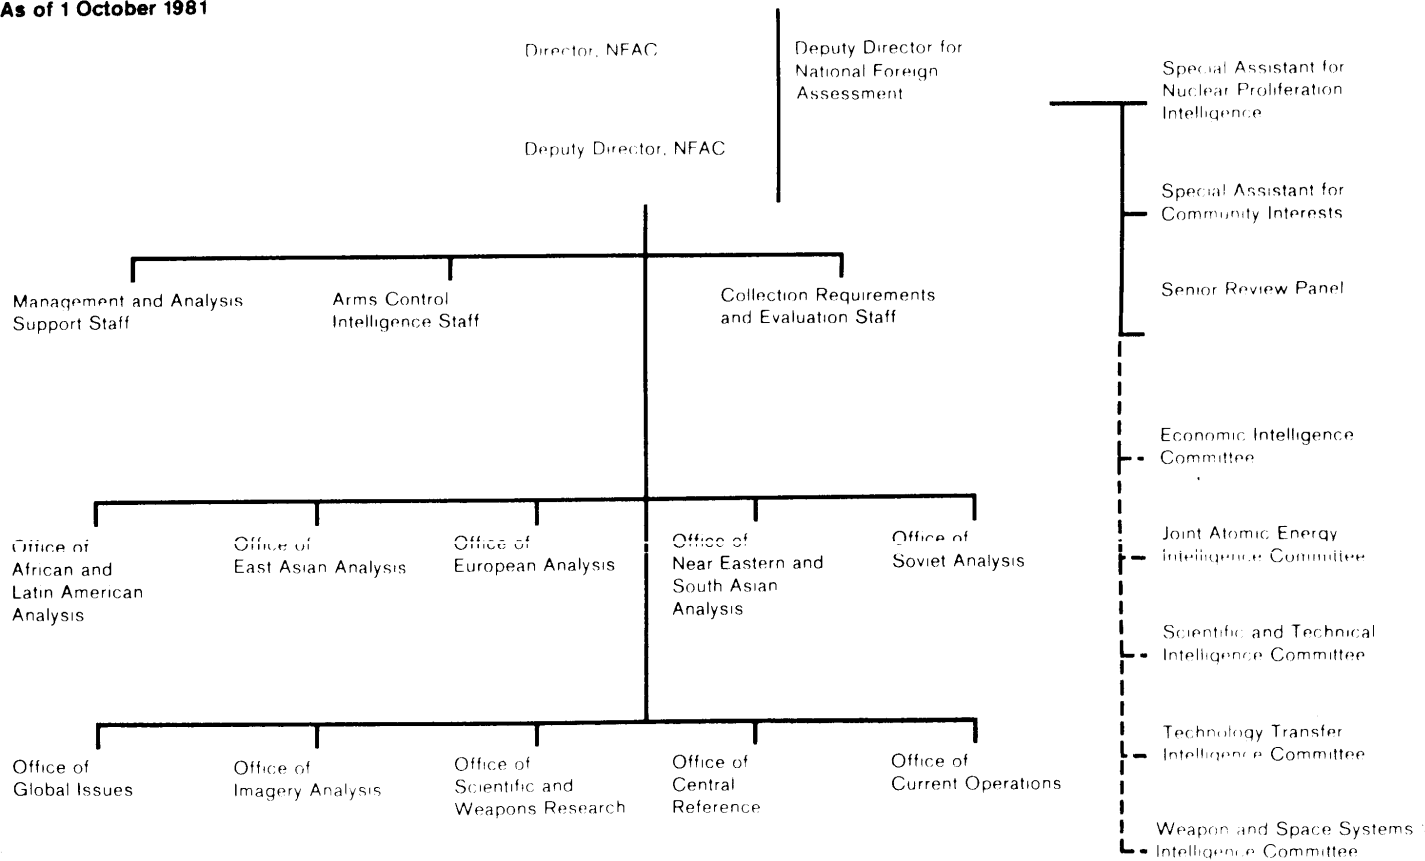 As of 1 October 1981
Director, NFAC
Deputy Director, NFAC
Deputy Director for
National Foreign
Assessment
Special Assistant for
Nuclear Proliferation
Intelligence
Special Assistant for
Community Interests
Senior Review Panel
Management and Analysis
Support Staff
Arms Control
Intelligence Staff
Collection Requirements
and Evaluation Staff
Economic Intelligence
Committee
Joint Atomic Energy
Intelligence Committee
Scientific and Technical
Intelligence Committee
Technology Transfer
Intelligence Committee
Weapon and Space Systems
Intelligence Committee
Office of
African and
Latin American
Analysis
Office of
East Asian Analysis
Office of
European Analysis
Office of
Near Eastern and
South Asian
Analysis
Office of
Soviet Analysis
Office of
Global Issues
Office of
Imagery Analysis
Office of
Scientific and
Weapons Research
Office of
Central
Reference
Office of
Current Operations